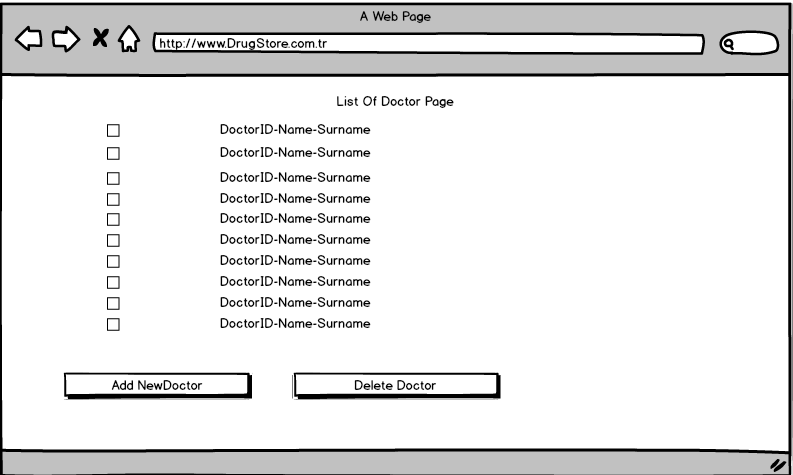 A Web Page
http://www.DrugStore.com.tr
List Of Doctor Page
DoctorID-Name-Surname
DoctorID-Name-Surname
DoctorID-Name-Surname
DoctorID-Name-Surname
DoctorID-Name-Surname
DoctorID-Name-Surname
DoctorID-Name-Surname
DoctorID-Name-Surname
DoctorID-Name-Surname
DoctorID-Name-Surname
Add NewDoctor
Delete Doctor